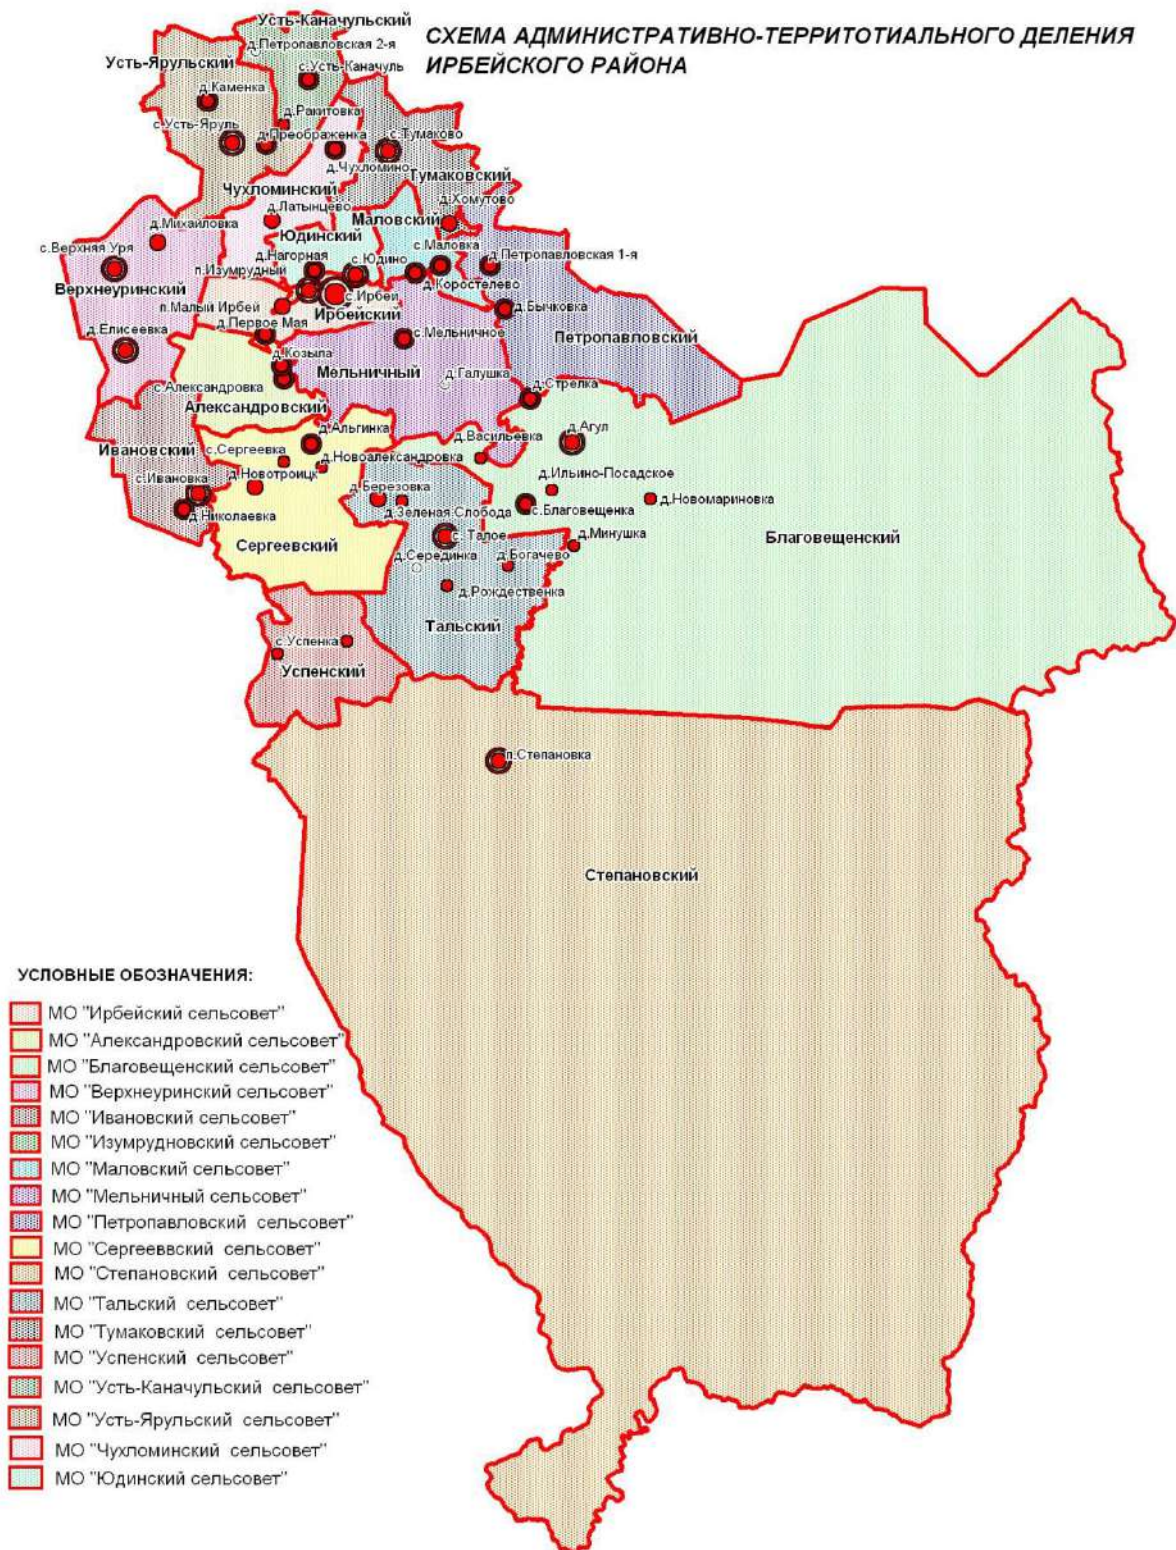 СХЕМА АДМИНИСТРАТИВНО-ТЕРРИТОТИАЛЬНОГО ДЕЛЕНИЯ
ИРБЕЙСКОГО РАЙОНА
Усть-Каначульский
д.Петропавловская 2-я
Усть-Ярульский
с.Усть-Каначуль
д.Каменка
д.Ракитовка
с.Усть-Яруль
д.Преображенка
с.Тумаково
д.Чухломино
Тумаковский
Чухломинский
д.Хомутово
д.Латынцево
Маловский
д.Михайловка
Юдинский
с.Верхняя Уря
с.Маловка
д.Нагорная
с.Юдино
д.Петропавловская 1-я
п.Изумрудный
д.Коростелево
Верхнеуринский
с.Ирбей
п.Малый Ирбей
Ирбейский
д.Бычковка
д.Первое Мая
д.Елисеевка
с.Мельничное
Петропавловский
д.Козыла
Мельничный
д.Галушка
с.Александровка
д.Стрелка
Александровский
д.Альгинка
д.Агул
Ивановский
с.Сергеевка
д.Васильевка
д.Новоалександровка
д.Новотроицк
д.Ильино-Посадское
с.Ивановка
д.Березовка
д.Новомариновка
д.Зеленая Слобода
с.Благовещенка
д.Николаевка
с. Талое
д.Минушка
Благовещенский
Сергеевский
д.Серединка
д.Богачево
д.Рождественка
Тальский
с.Успенка
Успенский
п.Степановка
Степановский
УСЛОВНЫЕ ОБОЗНАЧЕНИЯ:
МО "Ирбейский сельсовет"
МО "Александровский сельсовет"
МО "Благовещенский сельсовет"
МО "Верхнеуринский сельсовет"
МО "Ивановский сельсовет"
МО "Изумрудновский сельсовет"
МО "Маловский сельсовет"
МО "Мельничный сельсовет"
МО "Петропавловский сельсовет"
МО "Сергееввский сельсовет"
МО "Степановский сельсовет"
МО "Тальский сельсовет"
МО "Тумаковский сельсовет"
МО "Успенский сельсовет"
МО "Усть-Каначульский сельсовет"
МО "Усть-Ярульский сельсовет"
МО "Чухломинский сельсовет"
МО "Юдинский сельсовет"